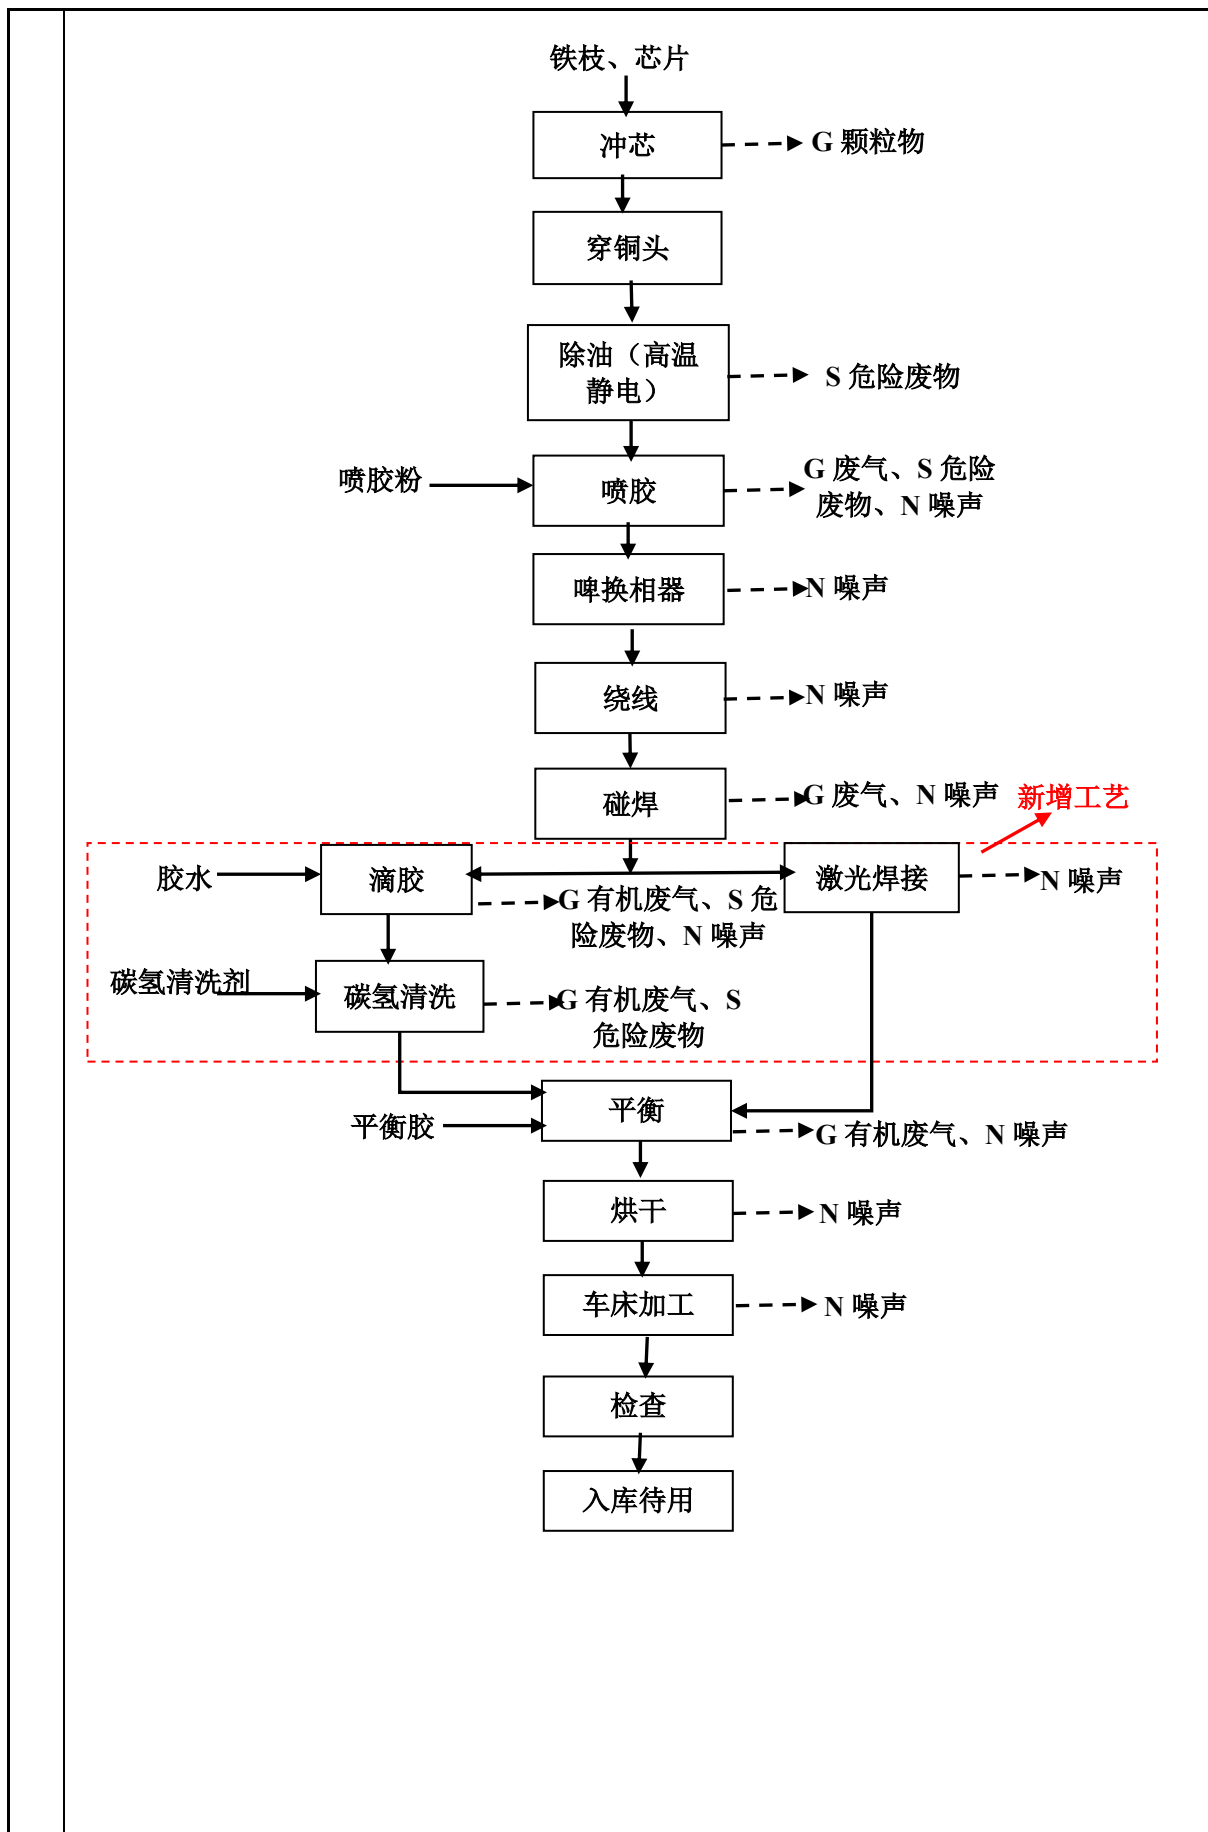 铁枝、芯片
冲芯
G 颗粒物
穿铜头
除油（高温
静电）
S 危险废物
喷胶粉
喷胶
G 废气、S 危险
废物、N 噪声
啤换相器
N 噪声
绕线
N 噪声
碰焊
G 废气、N 噪声
新增工艺
胶水
滴胶
激光焊接
N 噪声
G 有机废气、S 危
险废物、N 噪声
碳氢清洗剂
碳氢清洗
G 有机废气、S
危险废物
平衡
平衡胶
G 有机废气、N 噪声
烘干
N 噪声
车床加工
N 噪声
检查
入库待用